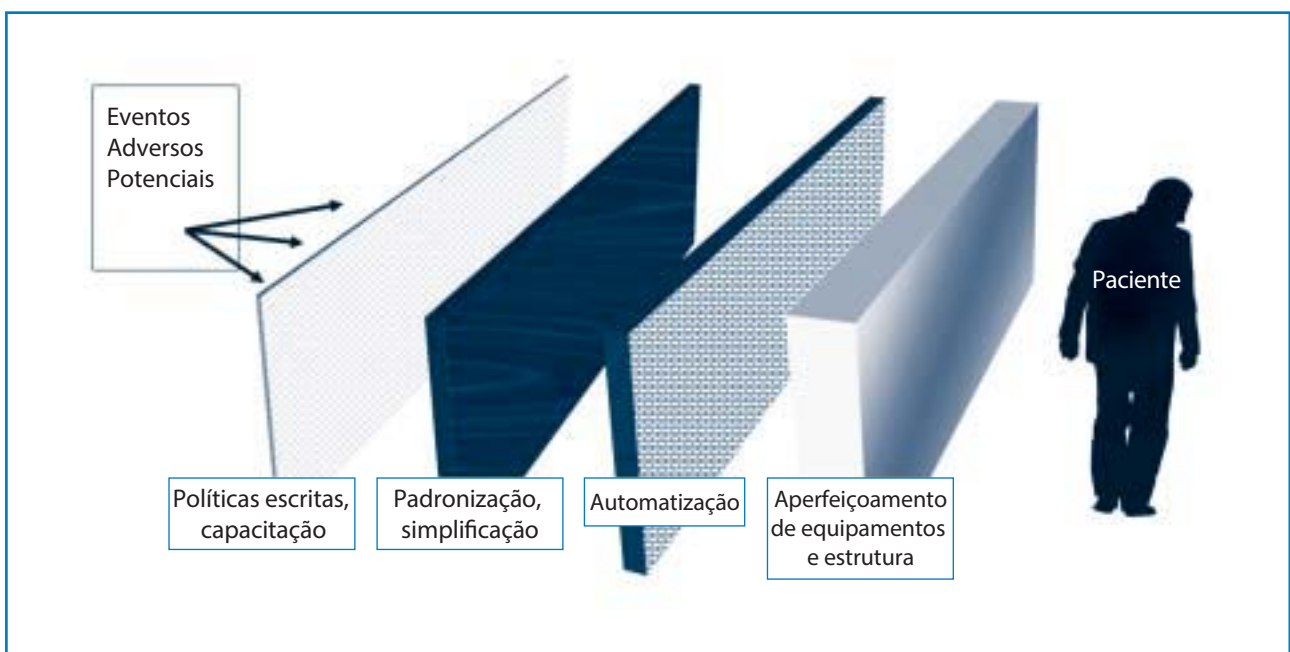 Eventos
Adversos
Potenciais
Paciente
Políticas escritas,
capacitação
Padronização,
simplificação
Automatização
Aperfeiçoamento
de equipamentos
e estrutura